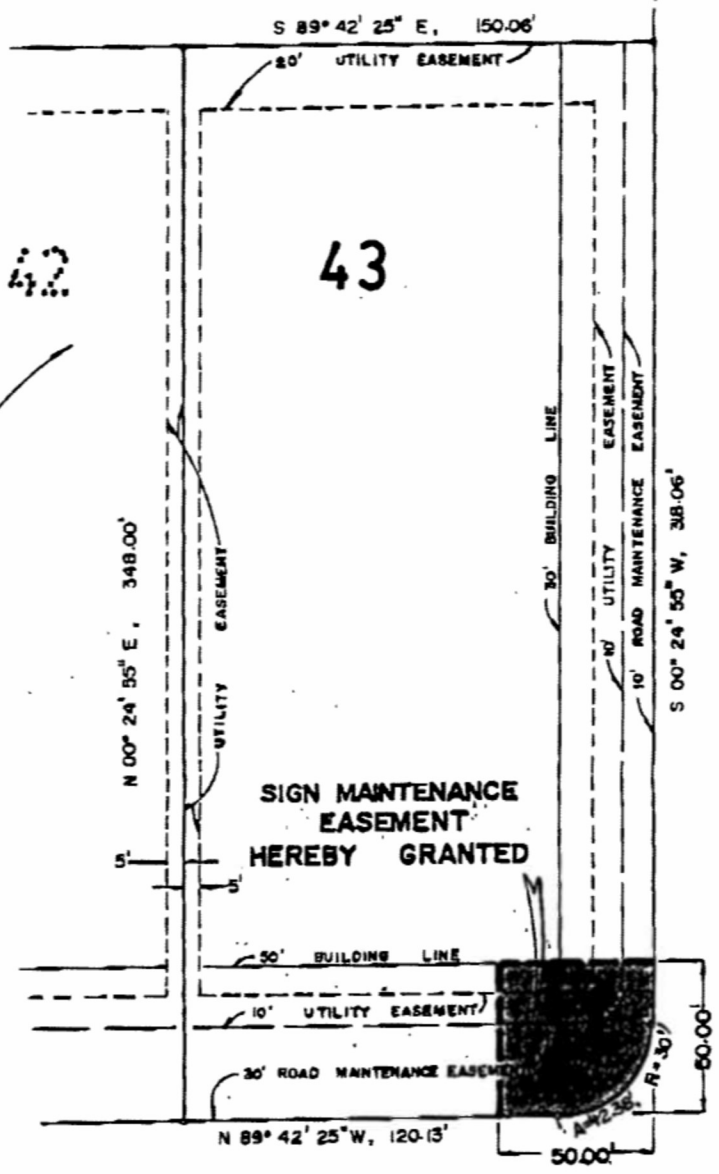 S 89° 42' 25" E, 150.06'
20' UTILITY EASEMENT
42
43
30' BUILDING LINE
10' UTILITY EASEMENT
10' ROAD MAINTENANCE EASEMENT
S 00° 24' 55" W, 318.06'
N 00° 24' 55" E, 348.00'
UTILITY EASEMENT
SIGN MAINTENANCE
EASEMENT
HEREBY GRANTED
5'
5'
50' BUILDING LINE
10' UTILITY EASEMENT
30' ROAD MAINTENANCE EASEMENT
R=30'
50.00'
N 89° 42' 25" W, 120.13'
50.00'